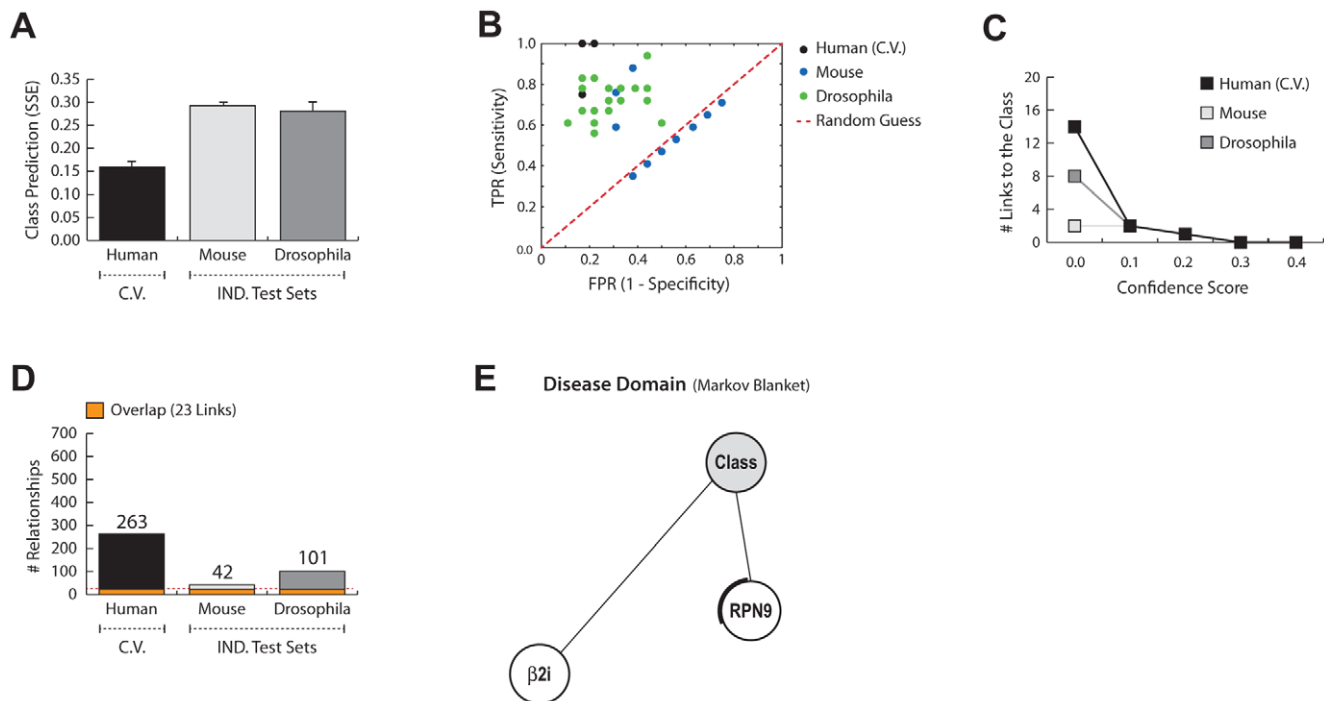 A
Class Prediction (SSE)
0.35
0.30
0.25
0.20
0.15
0.10
0.05
0.00
Human
Mouse
Drosophila
C.V.
IND. Test Sets
B
TPR (Sensitivity)
1.0
0.8
0.6
0.4
0.2
0.0
0
0.2
0.4
0.6
0.8
1
FPR (1 - Specificity)
Human (C.V.)
Mouse
Drosophila
Random Guess
C
# Links to the Class
20
16
12
8
4
0
0.0
0.1
0.2
0.3
0.4
Confidence Score
Human (C.V.)
Mouse
Drosophila
D
Overlap (23 Links)
# Relationships
700
600
500
400
300
200
100
0
263
42
101
Human
Mouse
Drosophila
C.V.
IND. Test Sets
E
Disease Domain (Markov Blanket)
Class
RPN9
β2i